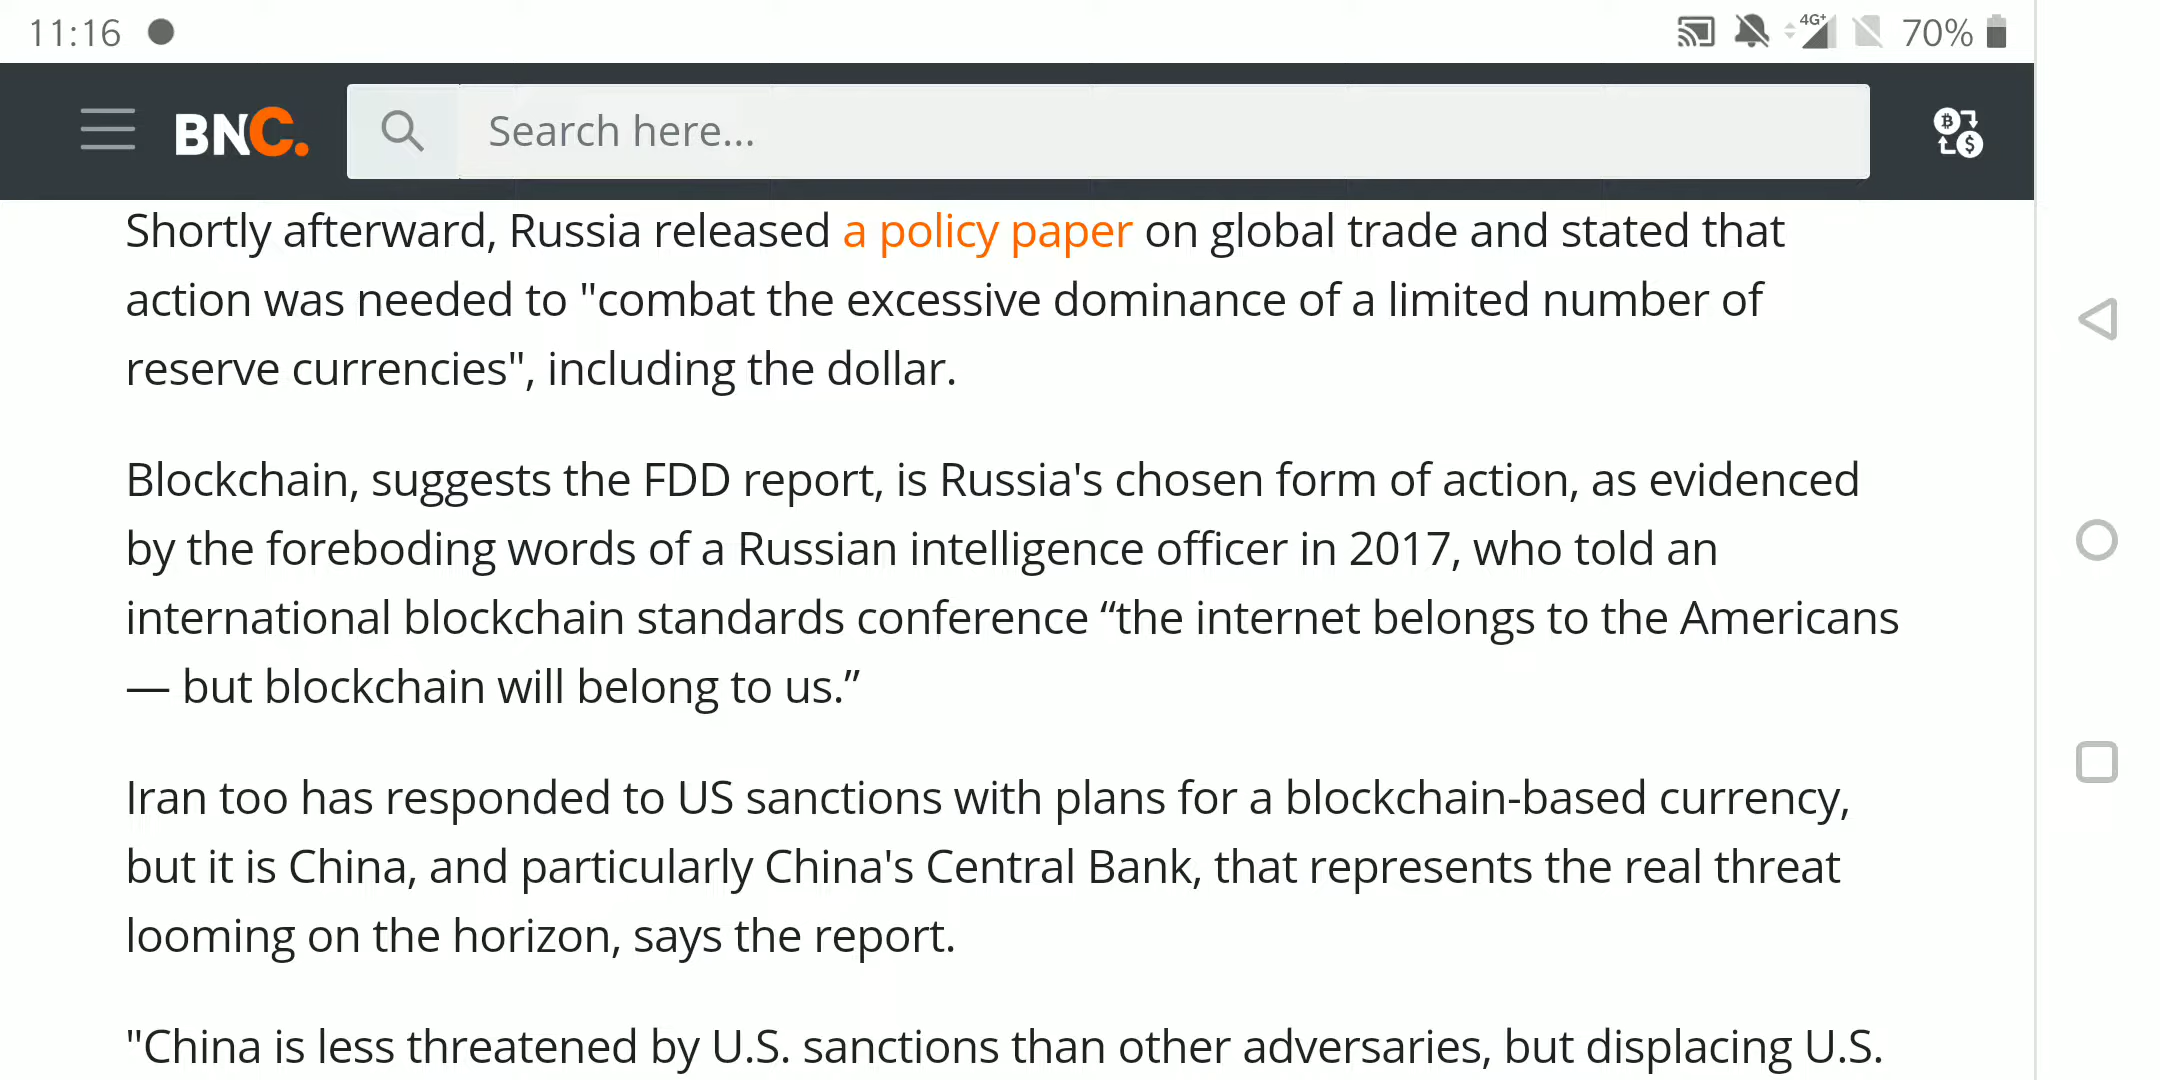 11:16 4G+ 70%
BNC. Search here...
Shortly afterward, Russia released a policy paper on global trade and stated that
action was needed to "combat the excessive dominance of a limited number of
reserve currencies", including the dollar.
Blockchain, suggests the FDD report, is Russia's chosen form of action, as evidenced
by the foreboding words of a Russian intelligence officer in 2017, who told an
international blockchain standards conference “the internet belongs to the Americans
— but blockchain will belong to us.”
Iran too has responded to US sanctions with plans for a blockchain-based currency,
but it is China, and particularly China's Central Bank, that represents the real threat
looming on the horizon, says the report.
"China is less threatened by U.S. sanctions than other adversaries, but displacing U.S.